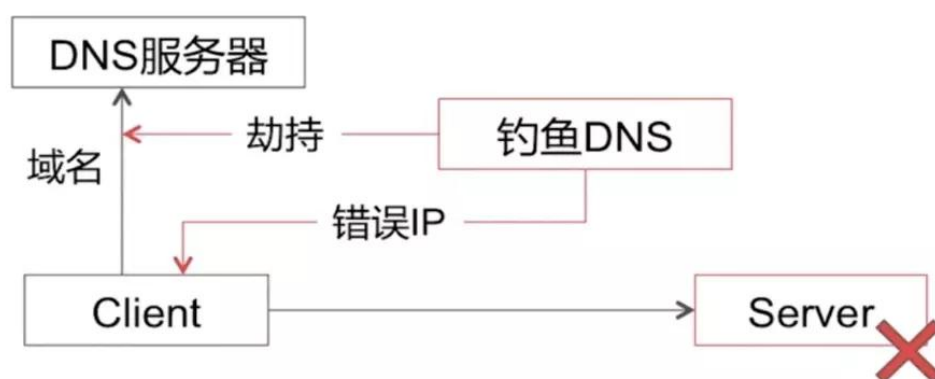 DNS服务器
劫持
钓鱼DNS
域名
错误IP
Client
Server